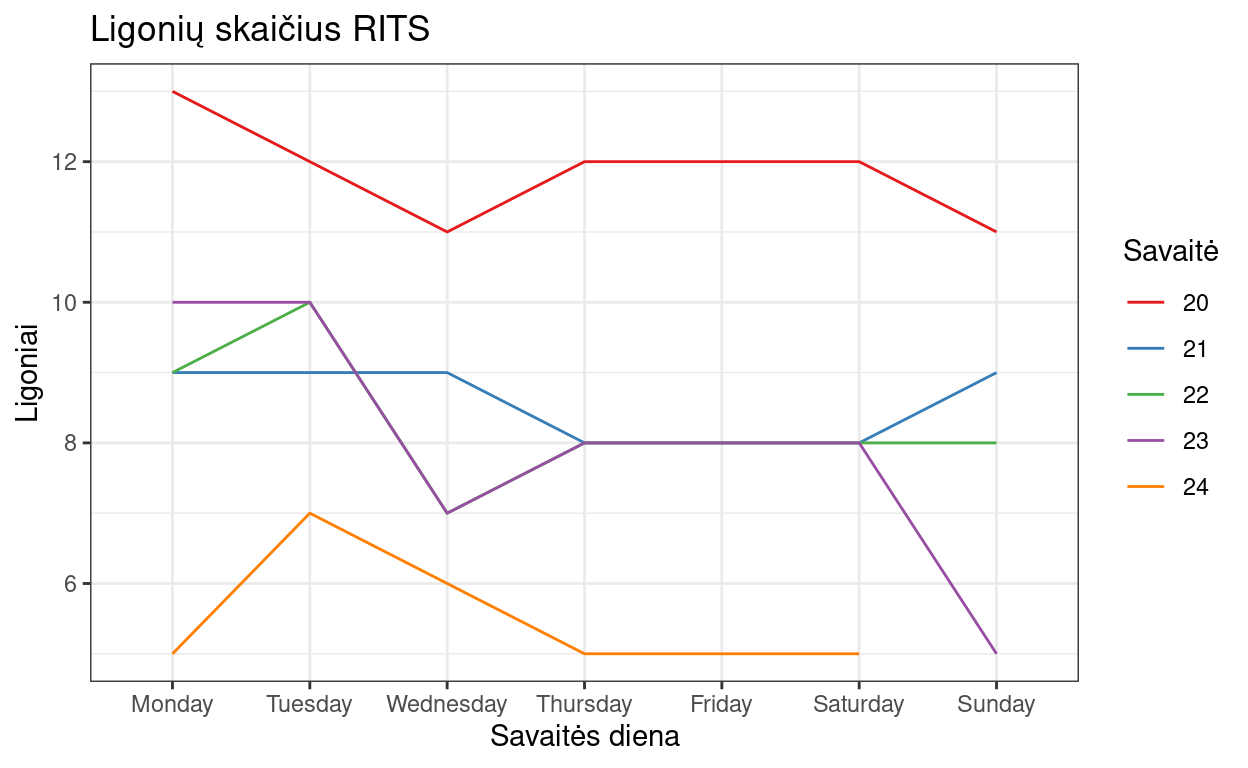 Ligonių skaičius RITS
12
10
8
6
Ligoniai
Monday Tuesday Wednesday Thursday Friday Saturday Sunday
Savaitės diena
Savaitė
20
21
22
23
24